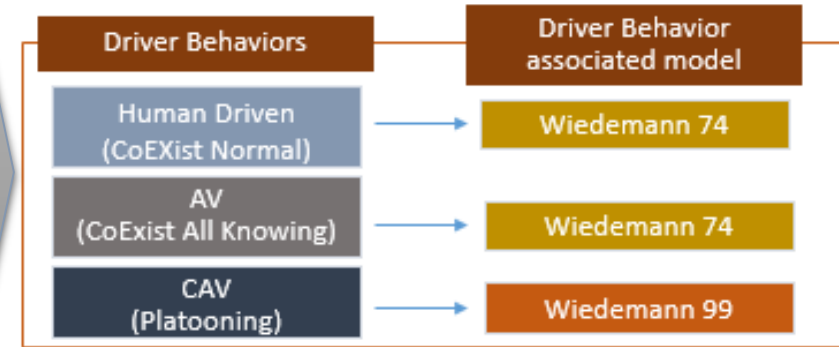 Driver Behaviors
Driver Behavior
associated model
Human Driven
(CoEXist Normal)
Wiedemann 74
AV
(CoExist All Knowing)
Wiedemann 74
CAV
(Platooning)
Wiedemann 99